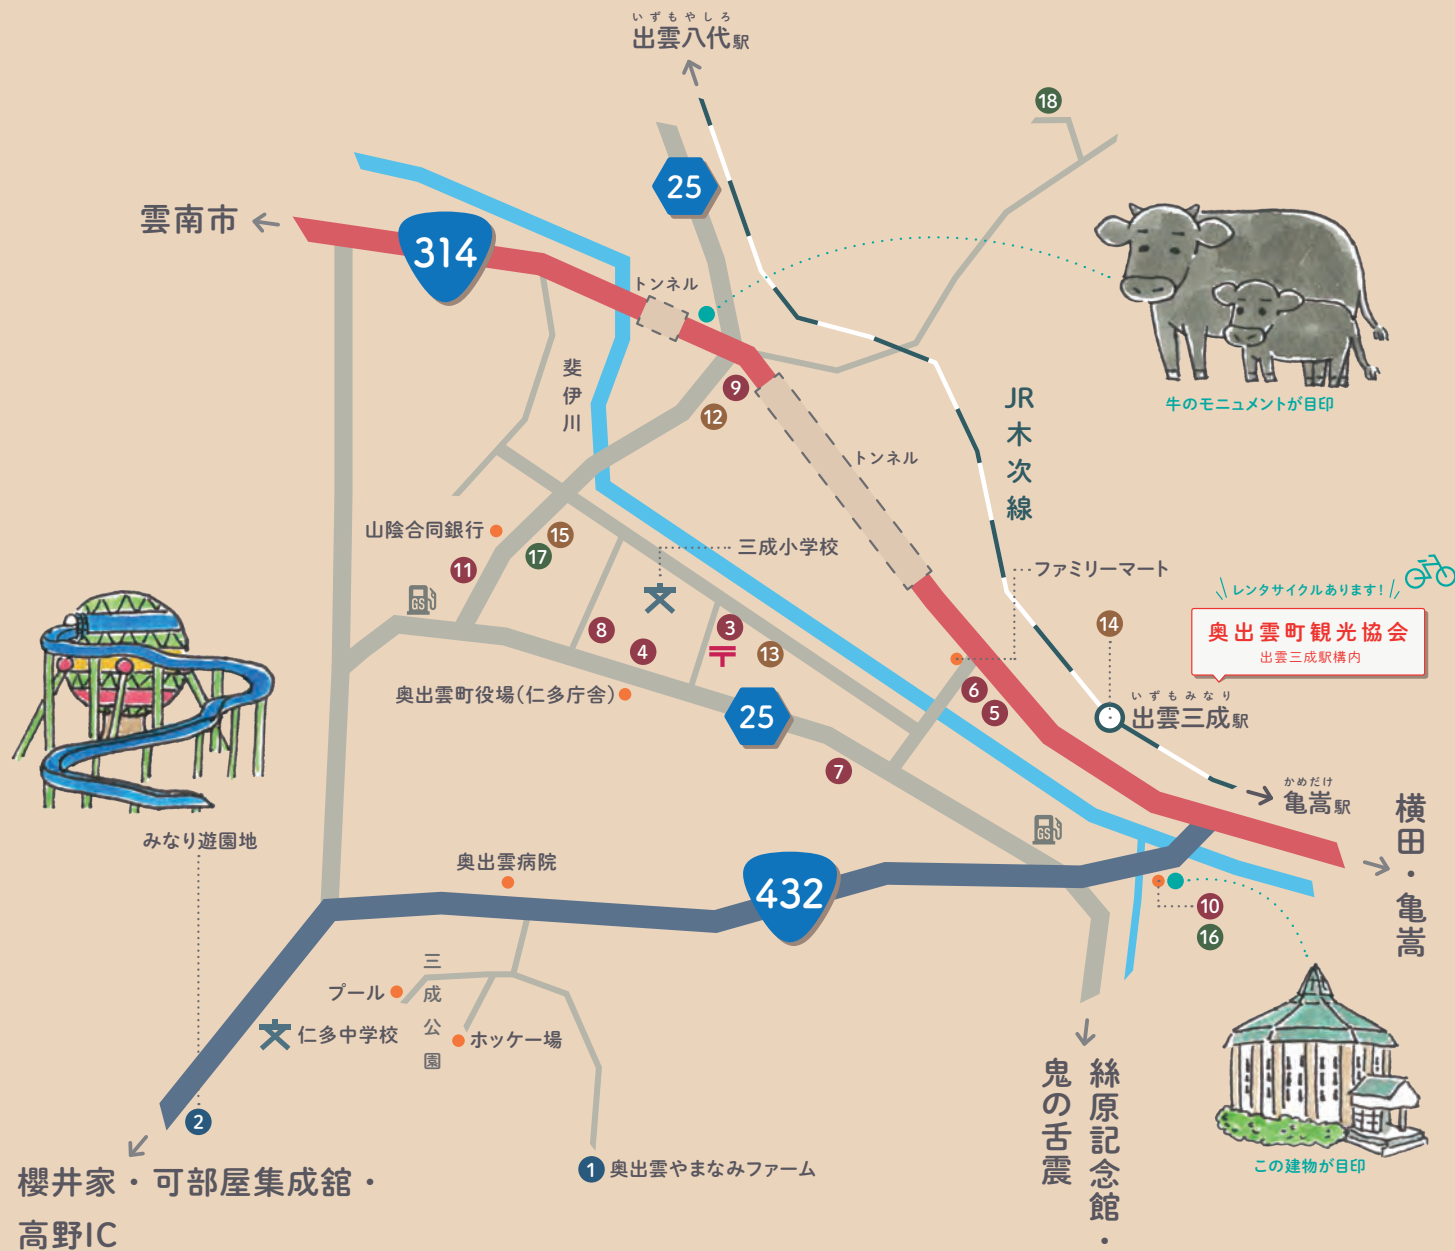 いずもやしろ
出雲八代駅
18
25
雲南市
314
トンネル
斐伊川
9
12
JR木次線
トンネル
牛のモニュメントが目印
山陰合同銀行
15
17
11
三成小学校
ファミリーマート
レンタサイクルあります!
奥出雲町観光協会
出雲三成駅構内
GS
8
4
3
〒
13
14
奥出雲町役場(仁多庁舎)
25
6
5
いずもみなり
出雲三成駅
7
かめだけ
亀嵩駅
横田・亀嵩
GS
みなり遊園地
奥出雲病院
432
10
16
三成公園
プール
文
仁多中学校
ホッケー場
文
2
1
奥出雲やまなみファーム
この建物が目印
絲原記念館・
鬼の舌震
櫻井家・可部屋集成舘・
高野IC